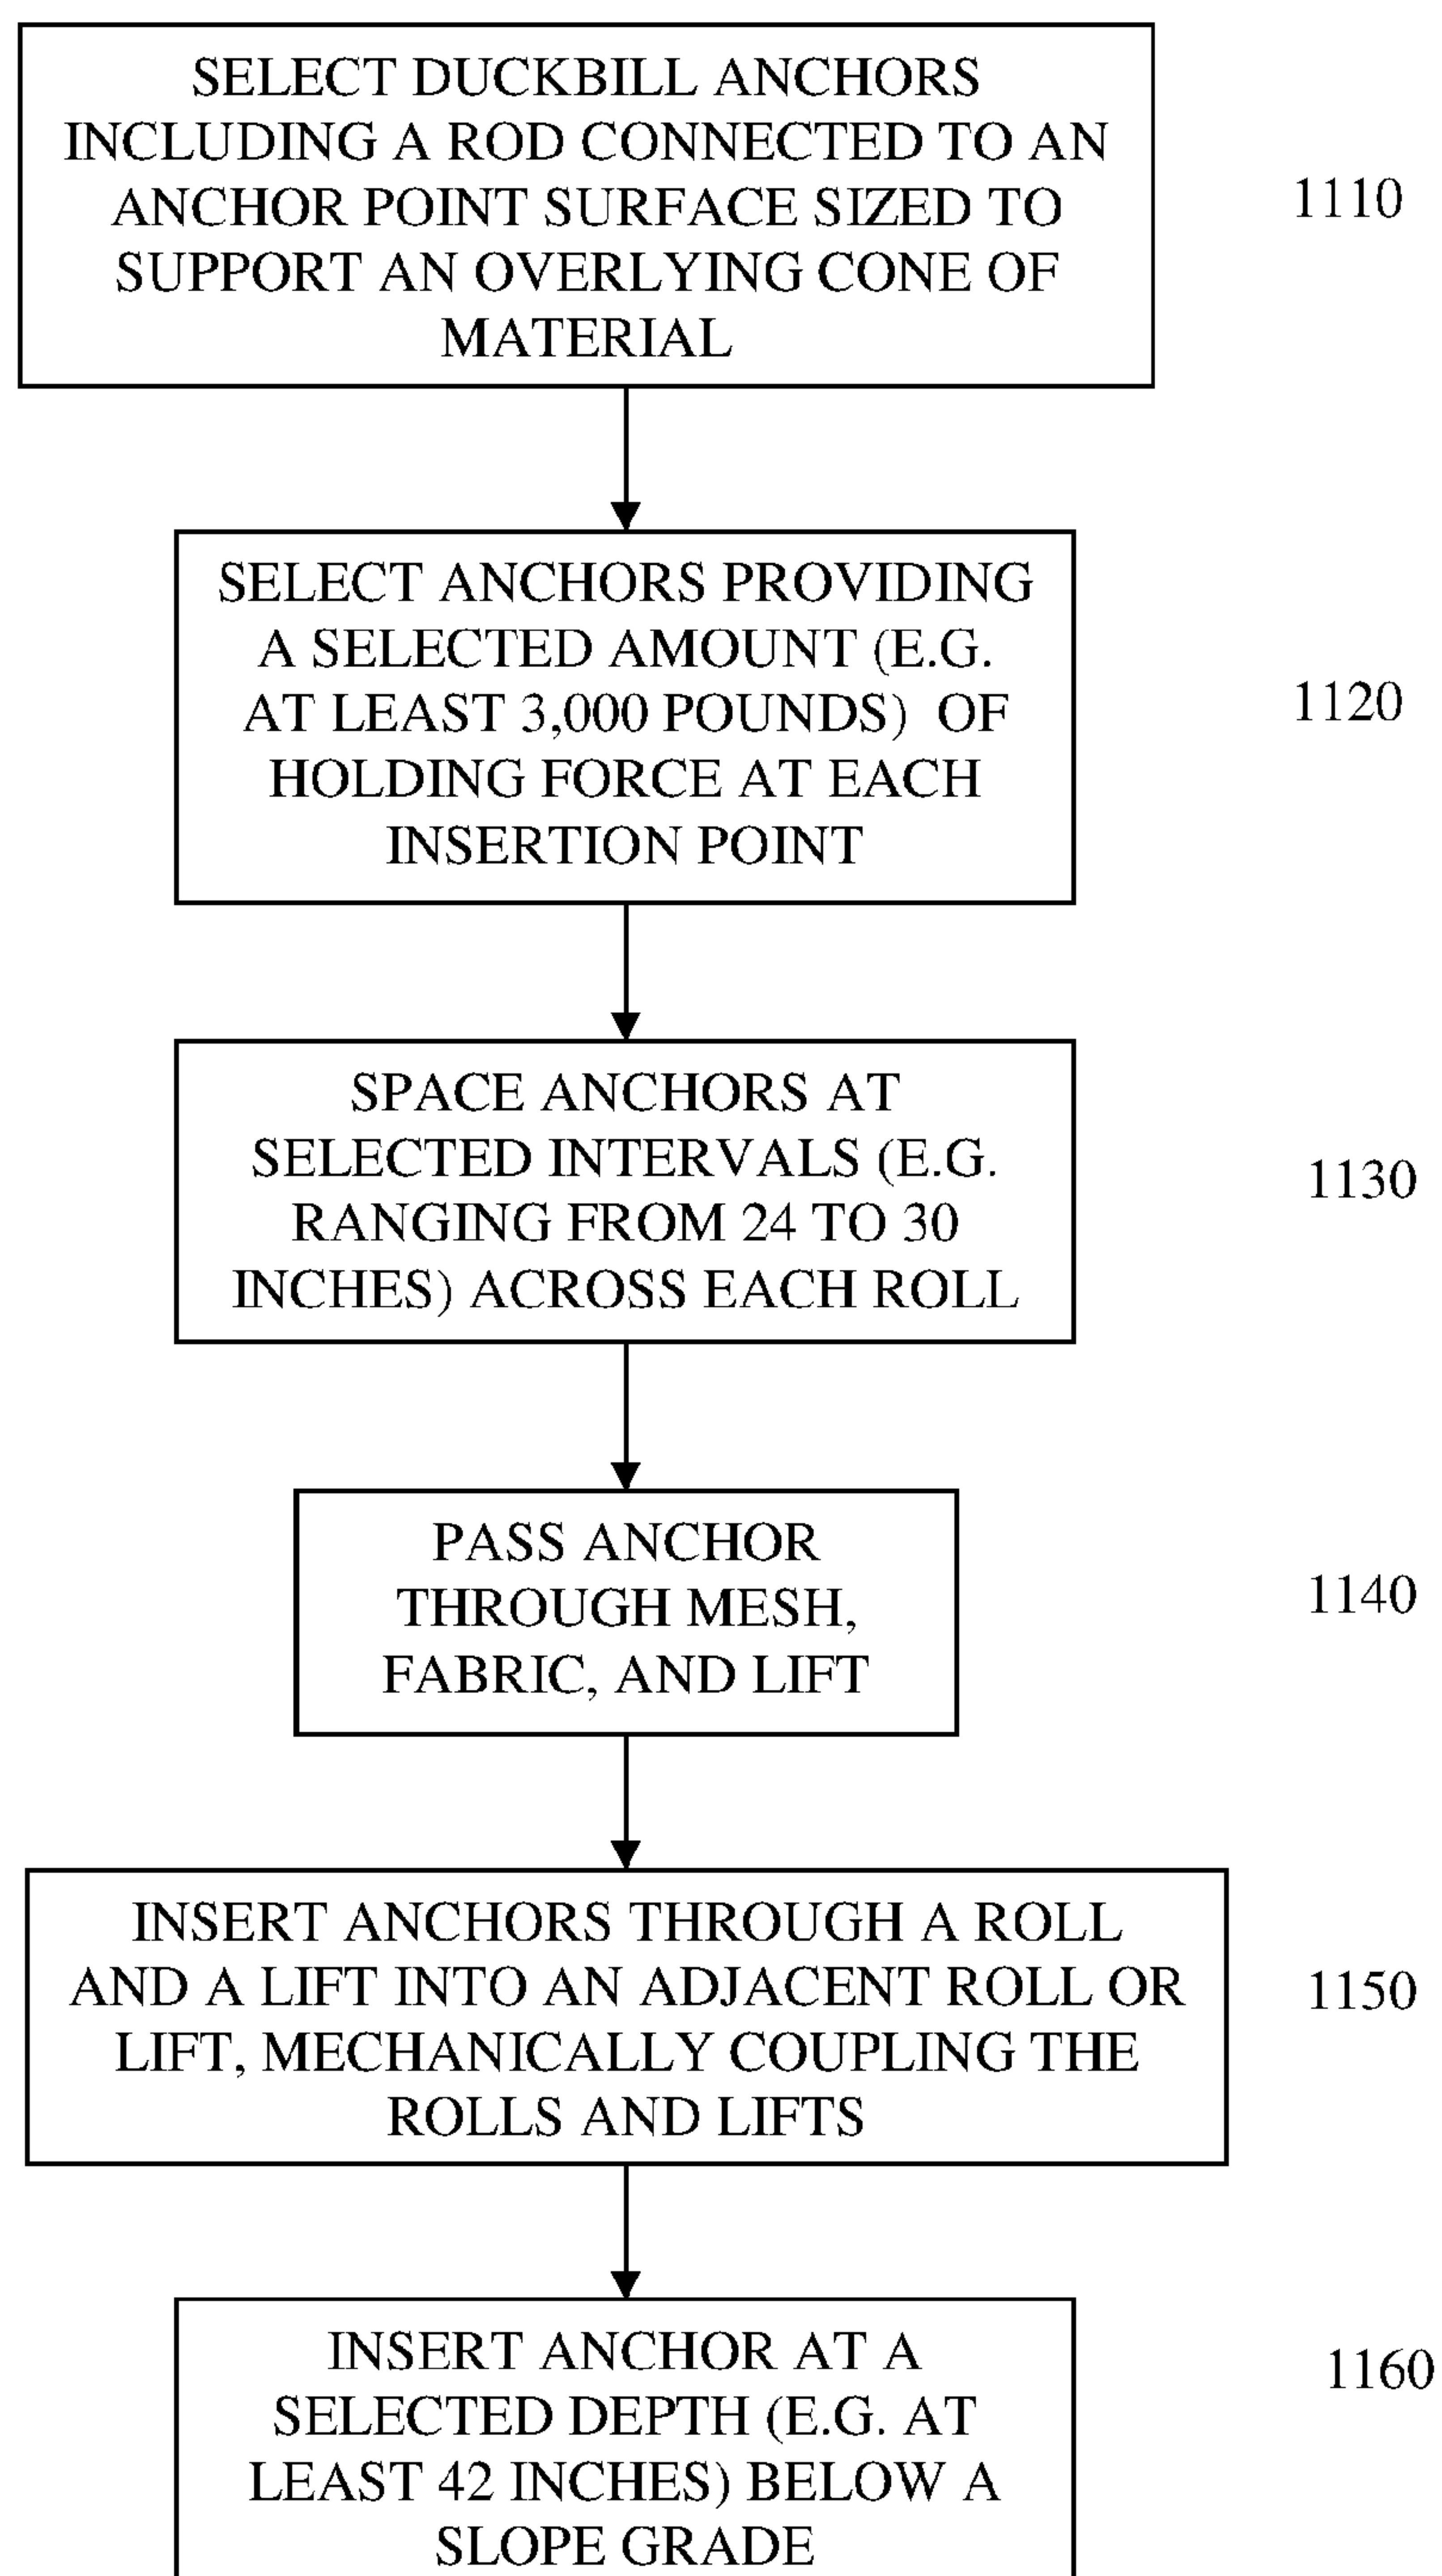 SELECT DUCKBILL ANCHORS
INCLUDING A ROD CONNECTED TO AN
ANCHOR POINT SURFACE SIZED TO
SUPPORT AN OVERLYING CONE OF
MATERIAL
1110
SELECT ANCHORS PROVIDING
A SELECTED AMOUNT (E.G.
AT LEAST 3,000 POUNDS) OF
HOLDING FORCE AT EACH
INSERTION POINT
1120
SPACE ANCHORS AT
SELECTED INTERVALS (E.G.
RANGING FROM 24 TO 30
INCHES) ACROSS EACH ROLL
1130
PASS ANCHOR
THROUGH MESH,
FABRIC, AND LIFT
1140
INSERT ANCHORS THROUGH A ROLL
AND A LIFT INTO AN ADJACENT ROLL OR
LIFT, MECHANICALLY COUPLING THE
ROLLS AND LIFTS
1150
INSERT ANCHOR AT A
SELECTED DEPTH (E.G. AT
LEAST 42 INCHES) BELOW A
SLOPE GRADE
1160